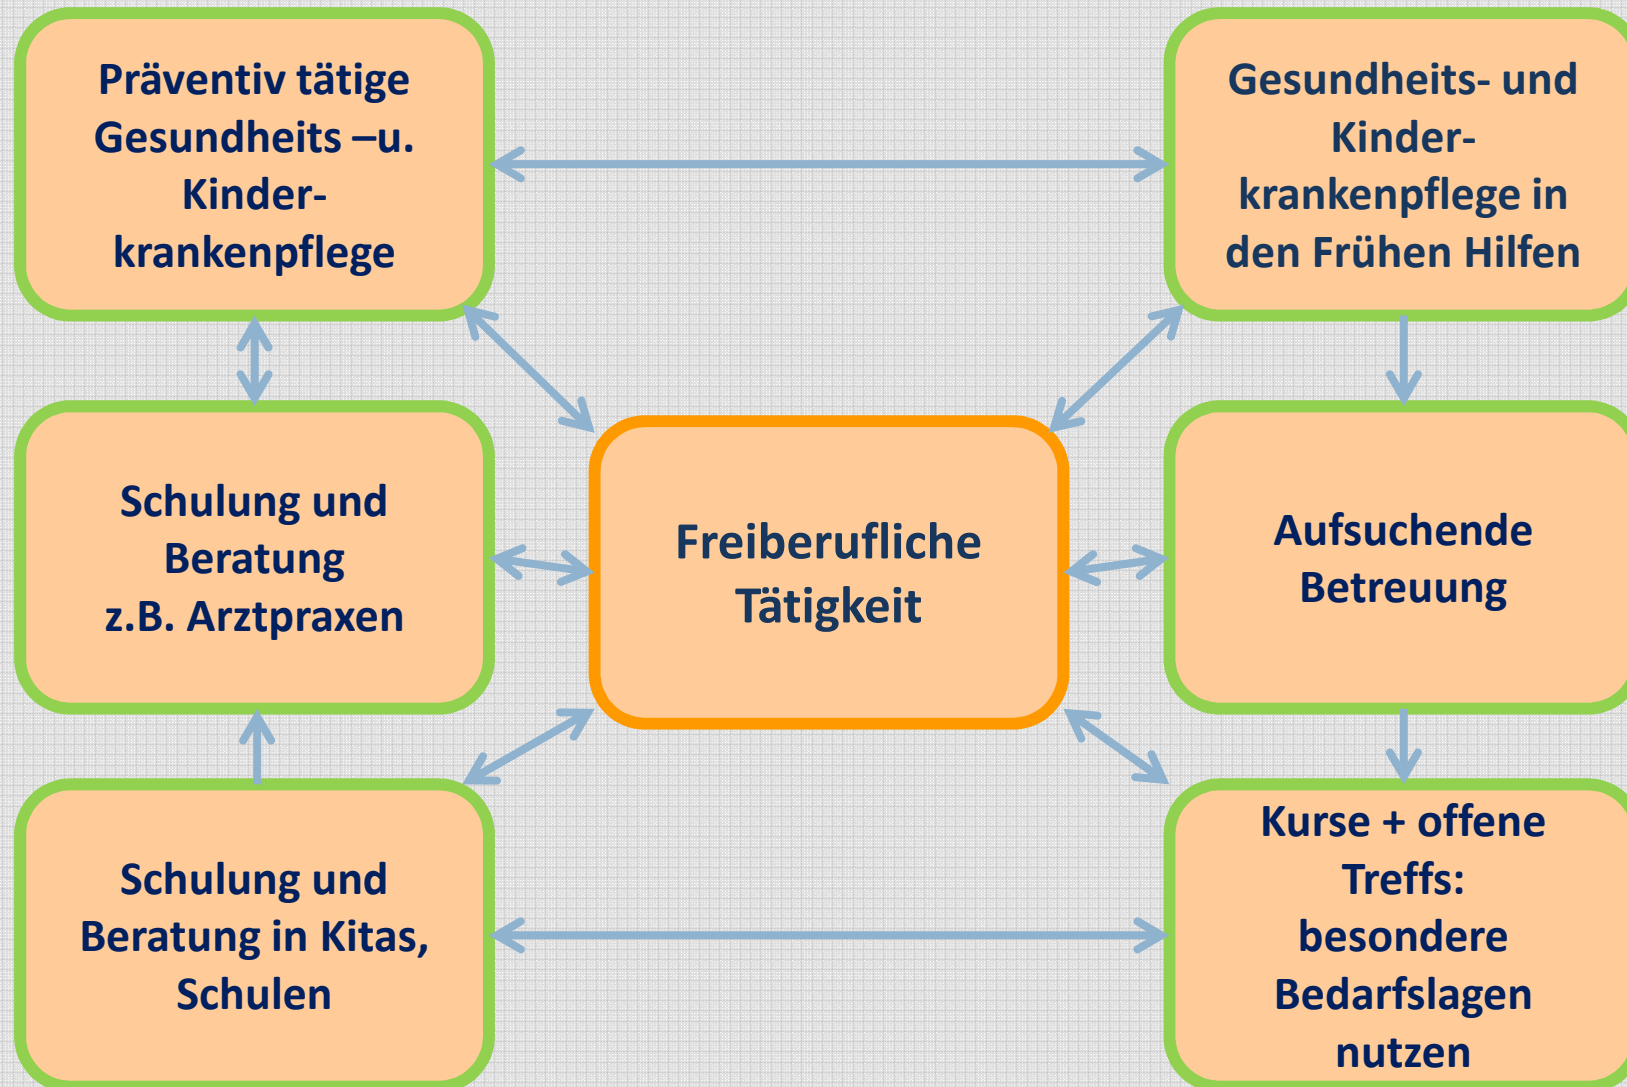 Präventiv tätige
Gesundheits –u.
Kinder-
krankenpflege
Gesundheits- und
Kinder-
krankenpflege in
den Frühen Hilfen
Schulung und
Beratung
z.B. Arztpraxen
Freiberufliche
Tätigkeit
Aufsuchende
Betreuung
Schulung und
Beratung in Kitas,
Schulen
Kurse + offene
Treffs:
besondere
Bedarfslagen
nutzen